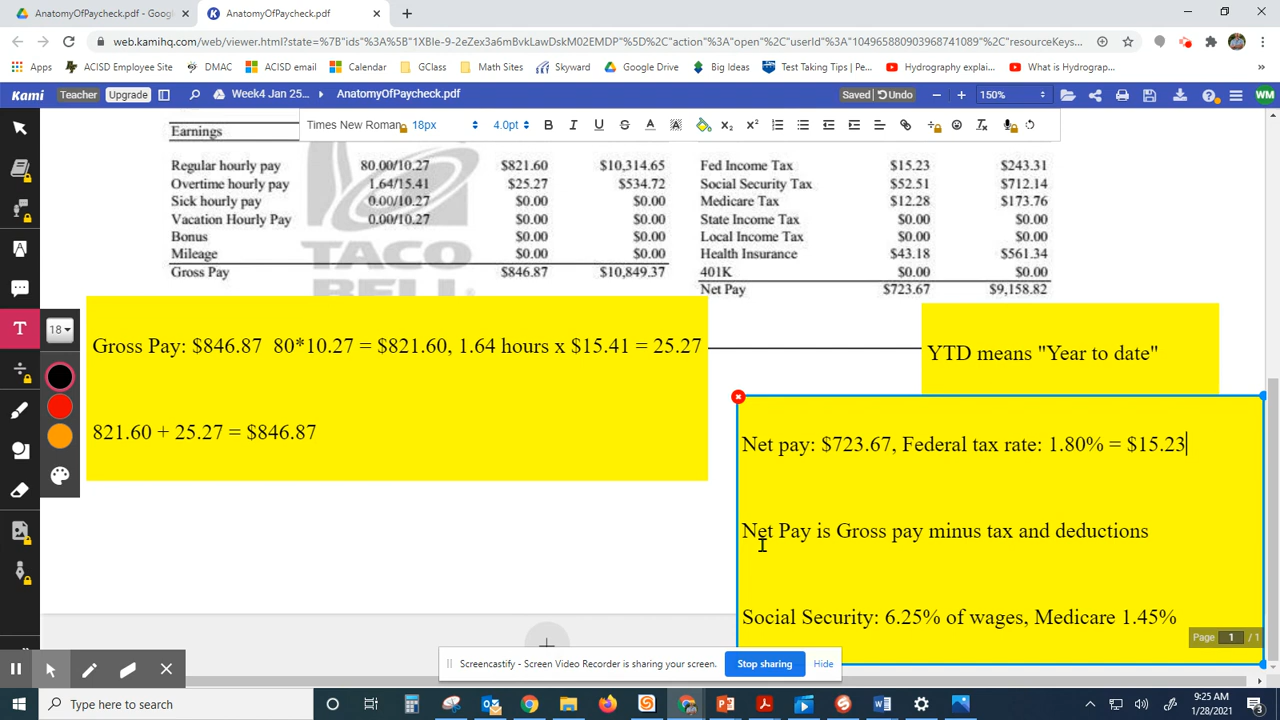 AnatomyOfPaycheck.pdf - Googl
AnatomyOfPaycheck.pdf
web.kamihq.com/web/viewer.html?state=%7B"ids"%3A%5B"1XBIe-9-2eZex3a6mBvkLwDskM02EMDP"%5D%2C"action"%3A"open"%2C"userId"%3A"104965880903968741089"%2C"resourceKeys...
Apps
ACISD Employee Site
DMAC
ACISD email
Calendar
GClass
Math Sites
Skyward
Google Drive
Big Ideas
Test Taking Tips | Pe...
Hydrography explain...
What is Hydrograp...
Kami
Teacher
Upgrade
Week4 Jan 25...
AnatomyOfPaycheck.pdf
Saved
Undo
150%
WM
Times New Roman
18px
4.0pt
Earnings
Regular hourly pay 80.00/10.27 $821.60 $10,314.65
Overtime hourly pay 1.64/15.41 $25.27 $534.72
Sick hourly pay 0.00/10.27 $0.00 $0.00
Vacation Hourly Pay 0.00/10.27 $0.00 $0.00
Bonus $0.00 $0.00
Mileage $0.00 $0.00
Gross Pay $846.87 $10,849.37
TACO
BELL
Fed Income Tax $15.23 $243.31
Social Security Tax $52.51 $712.14
Medicare Tax $12.28 $173.76
State Income Tax $0.00 $0.00
Local Income Tax $0.00 $0.00
Health Insurance $43.18 $561.34
401K $0.00 $0.00
Net Pay $723.67 $9,158.82
18
Gross Pay: $846.87 80*10.27 = $821.60, 1.64 hours x $15.41 = 25.27
821.60 + 25.27 = $846.87
YTD means "Year to date"
Net pay: $723.67, Federal tax rate: 1.80% = $15.23
Net Pay is Gross pay minus tax and deductions
Social Security: 6.25% of wages, Medicare 1.45%
Page 1 / 1
Screencastify - Screen Video Recorder is sharing your screen.
Stop sharing
Hide
Type here to search
9:25 AM
1/28/2021